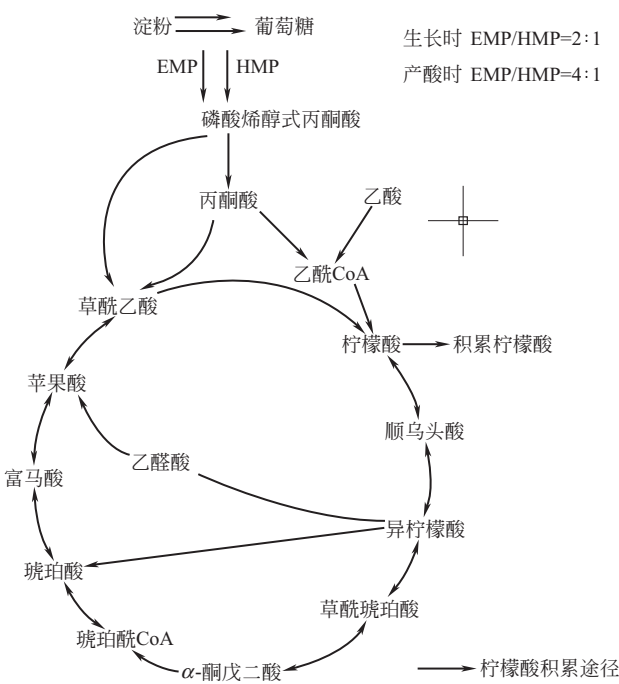 淀粉 葡萄糖
生长时 EMP/HMP=2∶1
EMP HMP
产酸时 EMP/HMP=4∶1
磷酸烯醇式丙酮酸
丙酮酸
乙酸
乙酰CoA
草酰乙酸
柠檬酸 积累柠檬酸
苹果酸
顺乌头酸
乙醛酸
富马酸
异柠檬酸
琥珀酸
草酰琥珀酸
琥珀酰CoA
α-酮戊二酸
柠檬酸积累途径